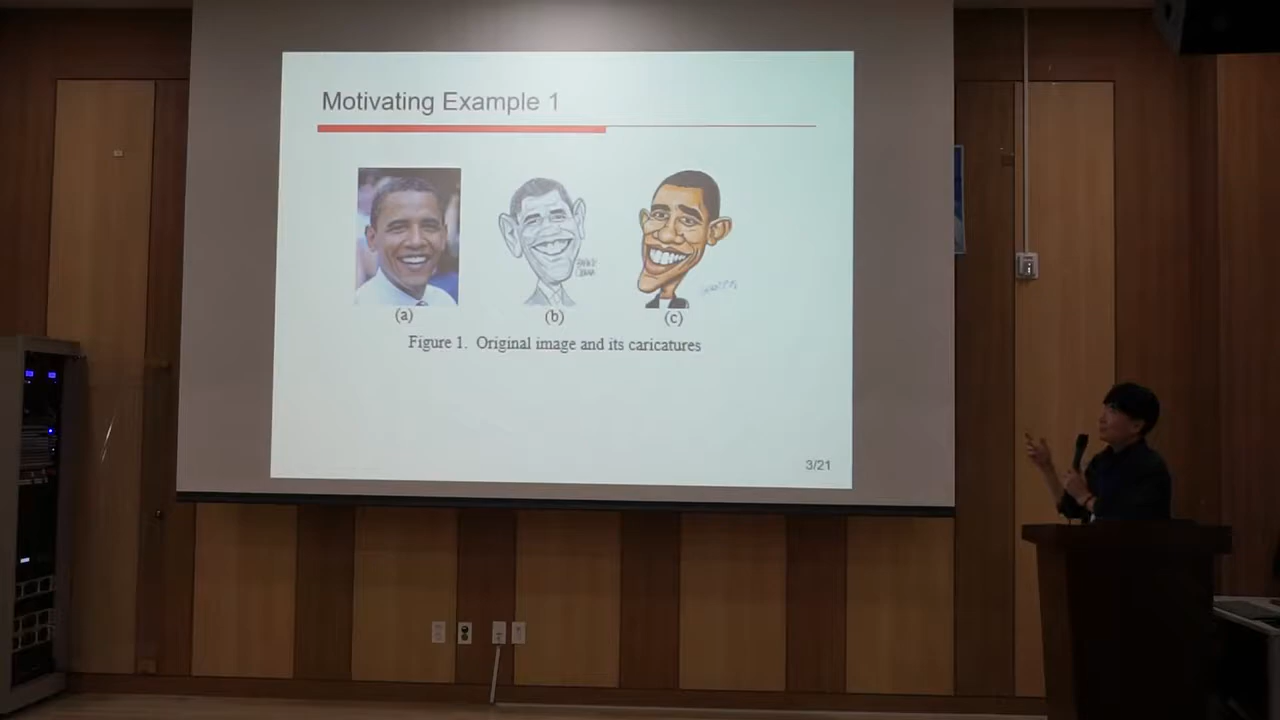 Motivating Example 1
(a)
(b)
(c)
Figure 1. Original image and its caricatures
3/21